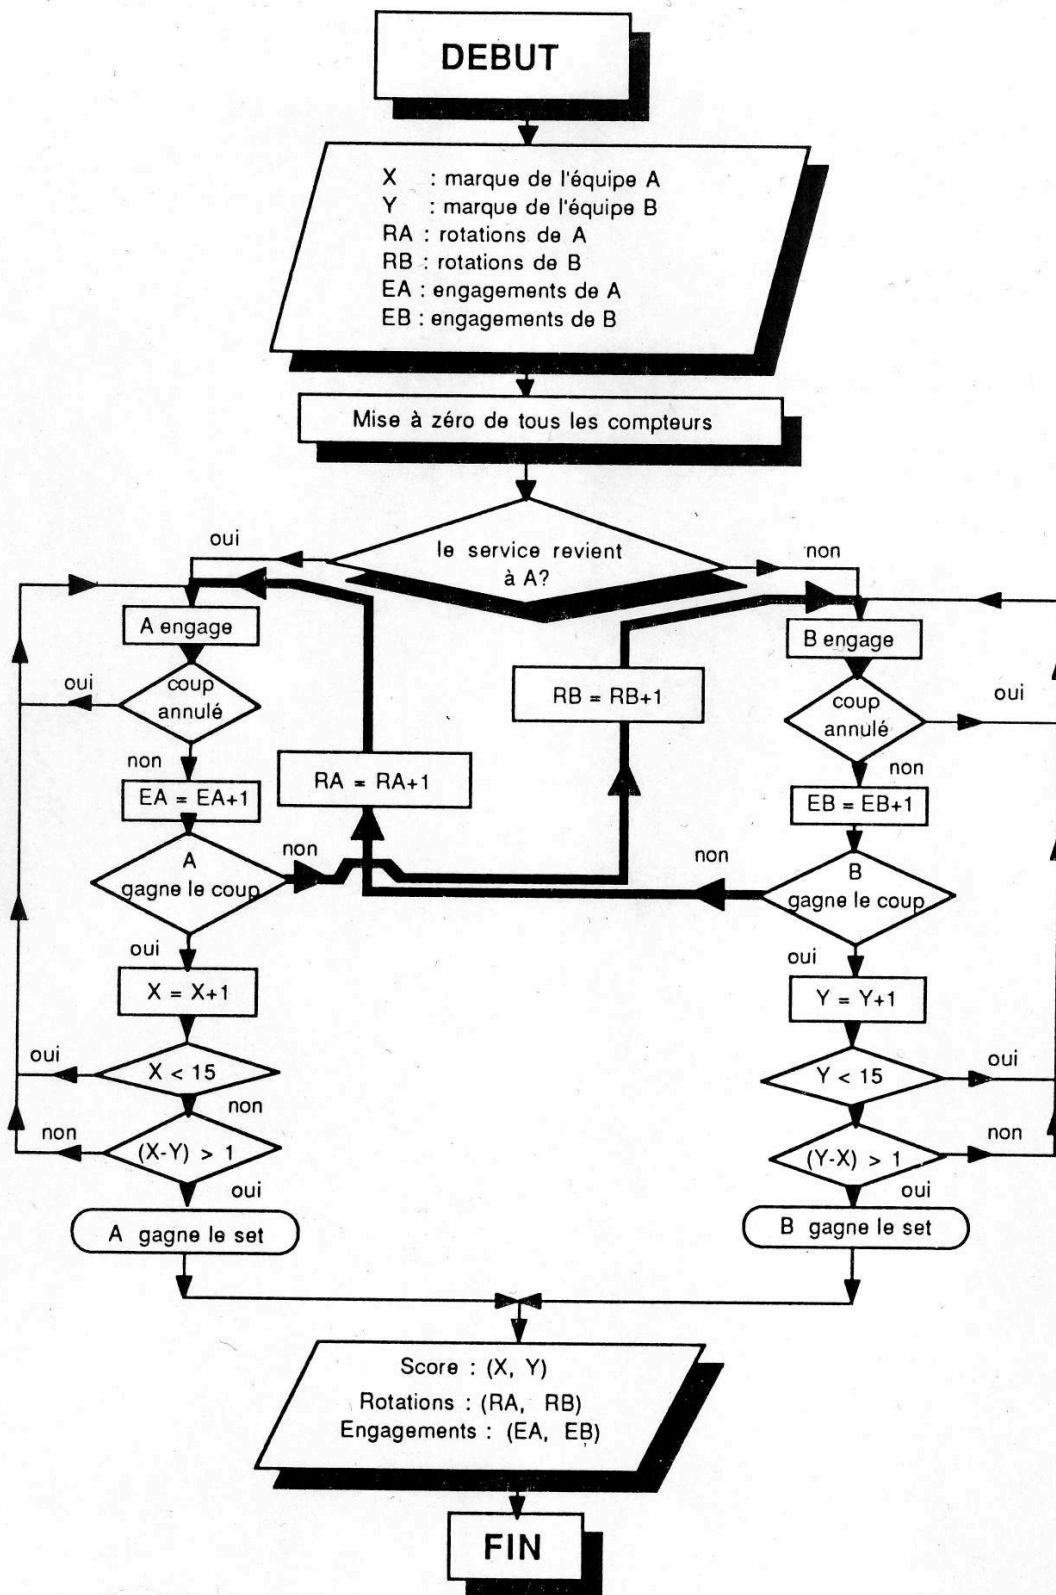 DEBUT
X : marque de l'équipe A
Y : marque de l'équipe B
RA : rotations de A
RB : rotations de B
EA : engagements de A
EB : engagements de B
Mise à zéro de tous les compteurs
le service revient
à A?
oui
non
A engage
coup
annulé
oui
non
EA = EA+1
A
gagne le coup
non
oui
X = X+1
X < 15
oui
non
(X-Y) > 1
non
oui
A gagne le set
RA = RA+1
RB = RB+1
B engage
coup
annulé
oui
non
EB = EB+1
B
gagne le coup
non
oui
Y = Y+1
Y < 15
oui
(Y-X) > 1
non
oui
B gagne le set
Score : (X, Y)
Rotations : (RA, RB)
Engagements : (EA, EB)
FIN